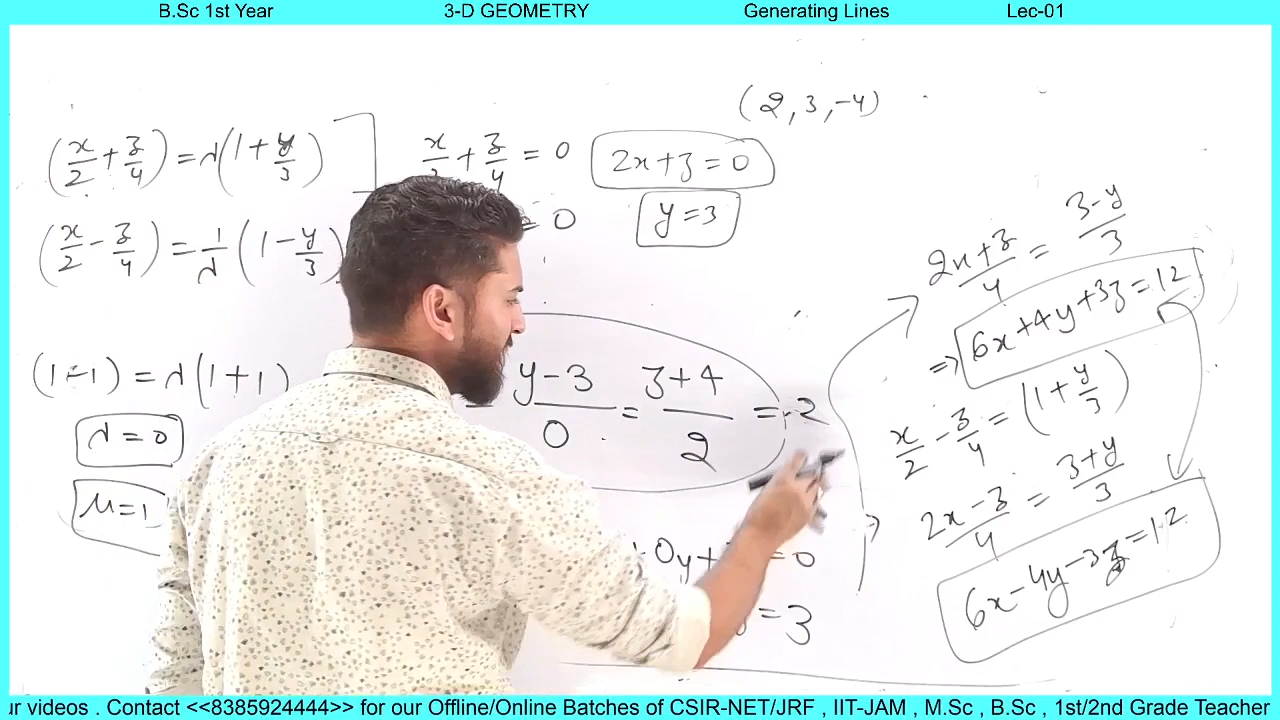 B.Sc 1st Year 3-D GEOMETRY Generating Lines Lec-01
(2, 3, -4)
(x/2 + z/4) = λ(1 + y/3)
x/2 + z/4 = 0
2x + z = 0
= 0
y = 3
(x/2 - z/4) = 1/λ (1 - y/3)
(1 - 1) = λ(1 + 1)
λ = 0
μ = 1
y-3/0 = z+4/2 = 2
0y +
= 0
= 3
2x+z/4 = 3-y/3
⇒ 6x + 4y + 3z = 12
x/2 - z/4 = (1 + y/3)
2x - z/4 = 3+y/3
6x - 4y - 3z = 12
ur videos . Contact <<8385924444>> for our Offline/Online Batches of CSIR-NET/JRF , IIT-JAM , M.Sc , B.Sc , 1st/2nd Grade Teacher